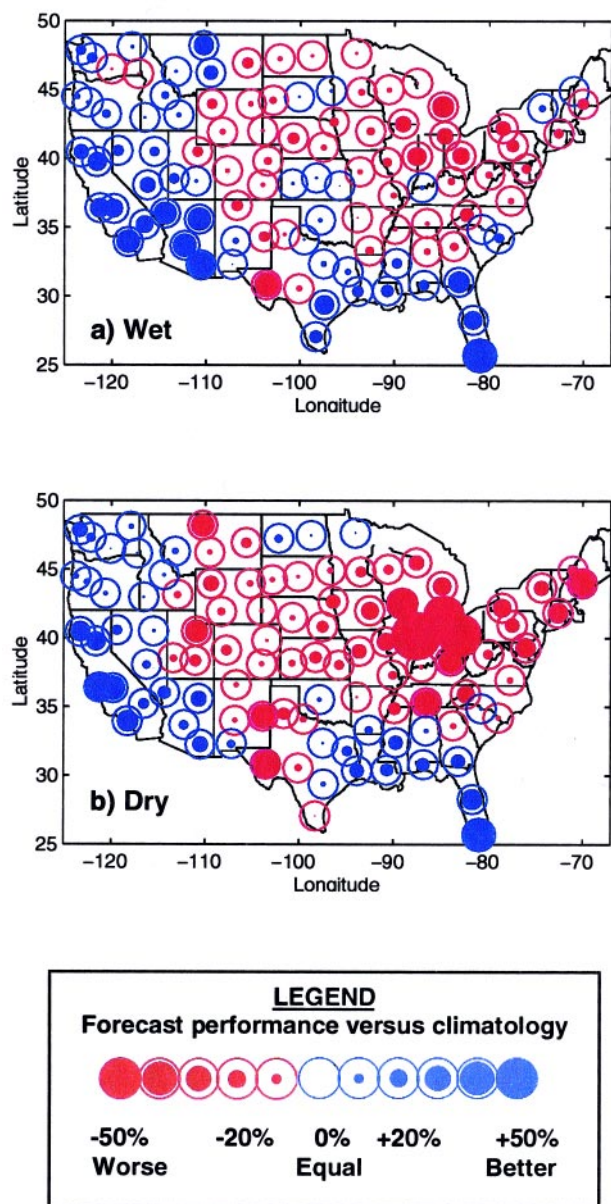 50
45
40
35
30
25
Latitude
a) Wet
−120 −110 −100 −90 −80 −70
Lonaitude
50
45
40
35
30
25
Latitude
b) Dry
−120 −110 −100 −90 −80 −70
Lonaitude
LEGEND
Forecast performance versus climatology
-50% -20% 0% +20% +50%
Worse Equal Better